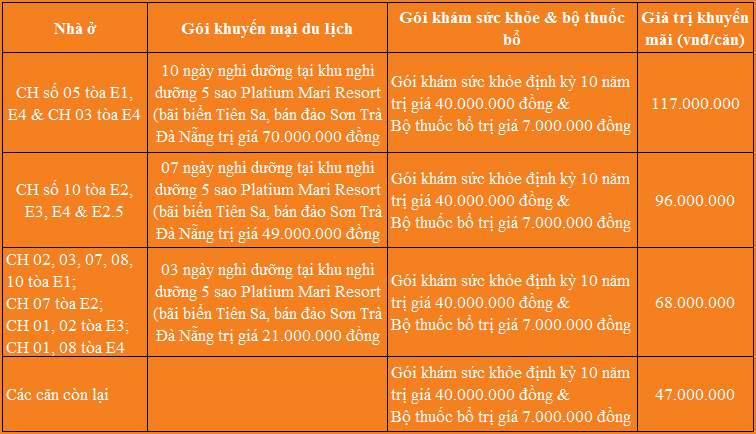 Nhà ở
Gói khuyến mại du lịch
Gói khám sức khỏe & bộ thuốc
bổ
Giá trị khuyến
mãi (vnđ/căn)
CH số 05 tòa E1,
E4 & CH 03 tòa E4
10 ngày nghỉ dưỡng tại khu nghỉ
dưỡng 5 sao Platium Mari Resort
(bãi biển Tiên Sa, bán đảo Sơn Trà
Đà Nẵng trị giá 70.000.000 đồng
Gói khám sức khỏe định kỳ 10 năm
trị giá 40.000.000 đồng &
Bộ thuốc bổ trị giá 7.000.000 đồng
117.000.000
CH số 10 tòa E2,
E3, E4 & E2.5
07 ngày nghỉ dưỡng tại khu nghỉ
dưỡng 5 sao Platium Mari Resort
(bãi biển Tiên Sa, bán đảo Sơn Trà
Đà Nẵng trị giá 49.000.000 đồng
Gói khám sức khỏe định kỳ 10 năm
trị giá 40.000.000 đồng &
Bộ thuốc bổ trị giá 7.000.000 đồng
96.000.000
CH 02, 03, 07, 08,
10 tòa E1;
CH 07 tòa E2;
CH 01, 02 tòa E3;
CH 01, 08 tòa E4
03 ngày nghỉ dưỡng tại khu nghỉ
dưỡng 5 sao Platium Mari Resort
(bãi biển Tiên Sa, bán đảo Sơn Trà
Đà Nẵng trị giá 21.000.000 đồng
Gói khám sức khỏe định kỳ 10 năm
trị giá 40.000.000 đồng &
Bộ thuốc bổ trị giá 7.000.000 đồng
68.000.000
Các căn còn lại
Gói khám sức khỏe định kỳ 10 năm
trị giá 40.000.000 đồng &
Bộ thuốc bổ trị giá 7.000.000 đồng
47.000.000